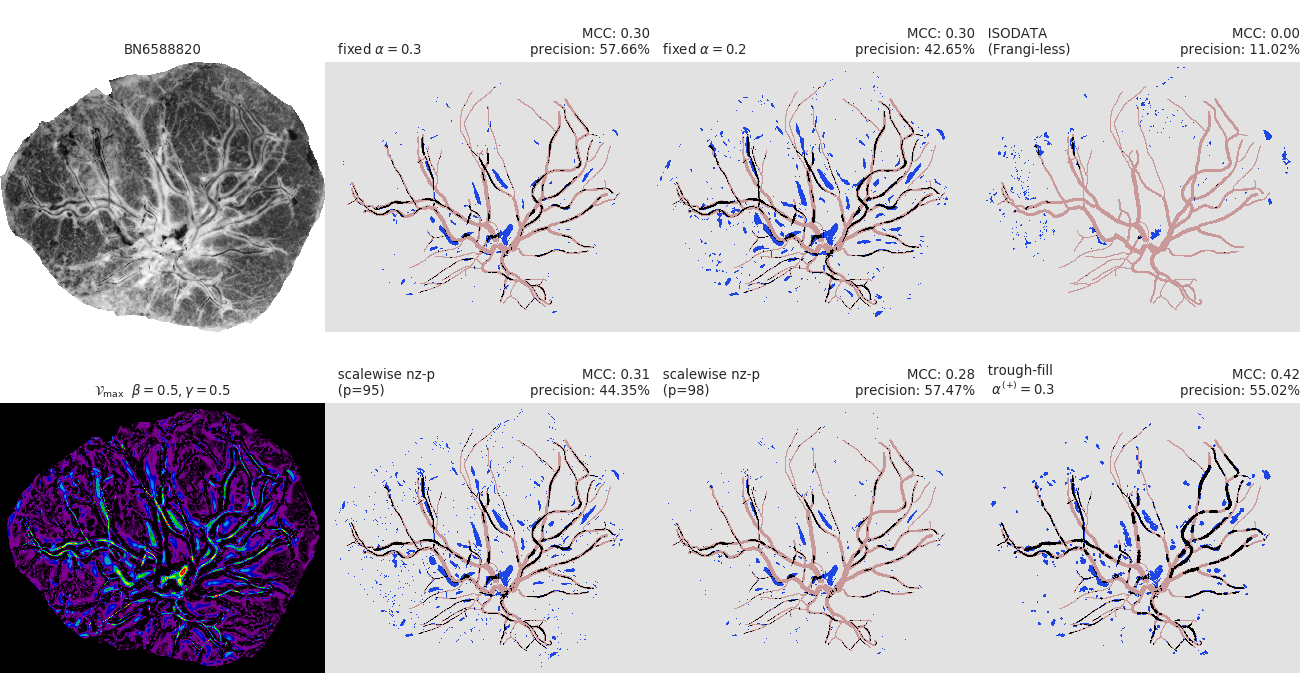 BN6588820
fixed α = 0.3
MCC: 0.30
precision: 57.66%
fixed α = 0.2
MCC: 0.30
precision: 42.65%
ISODATA
(Frangi-less)
MCC: 0.00
precision: 11.02%
𝒱max β = 0.5, γ = 0.5
scalewise nz-p
(p=95)
MCC: 0.31
precision: 44.35%
scalewise nz-p
(p=98)
MCC: 0.28
precision: 57.47%
trough-fill
α(+) = 0.3
MCC: 0.42
precision: 55.02%